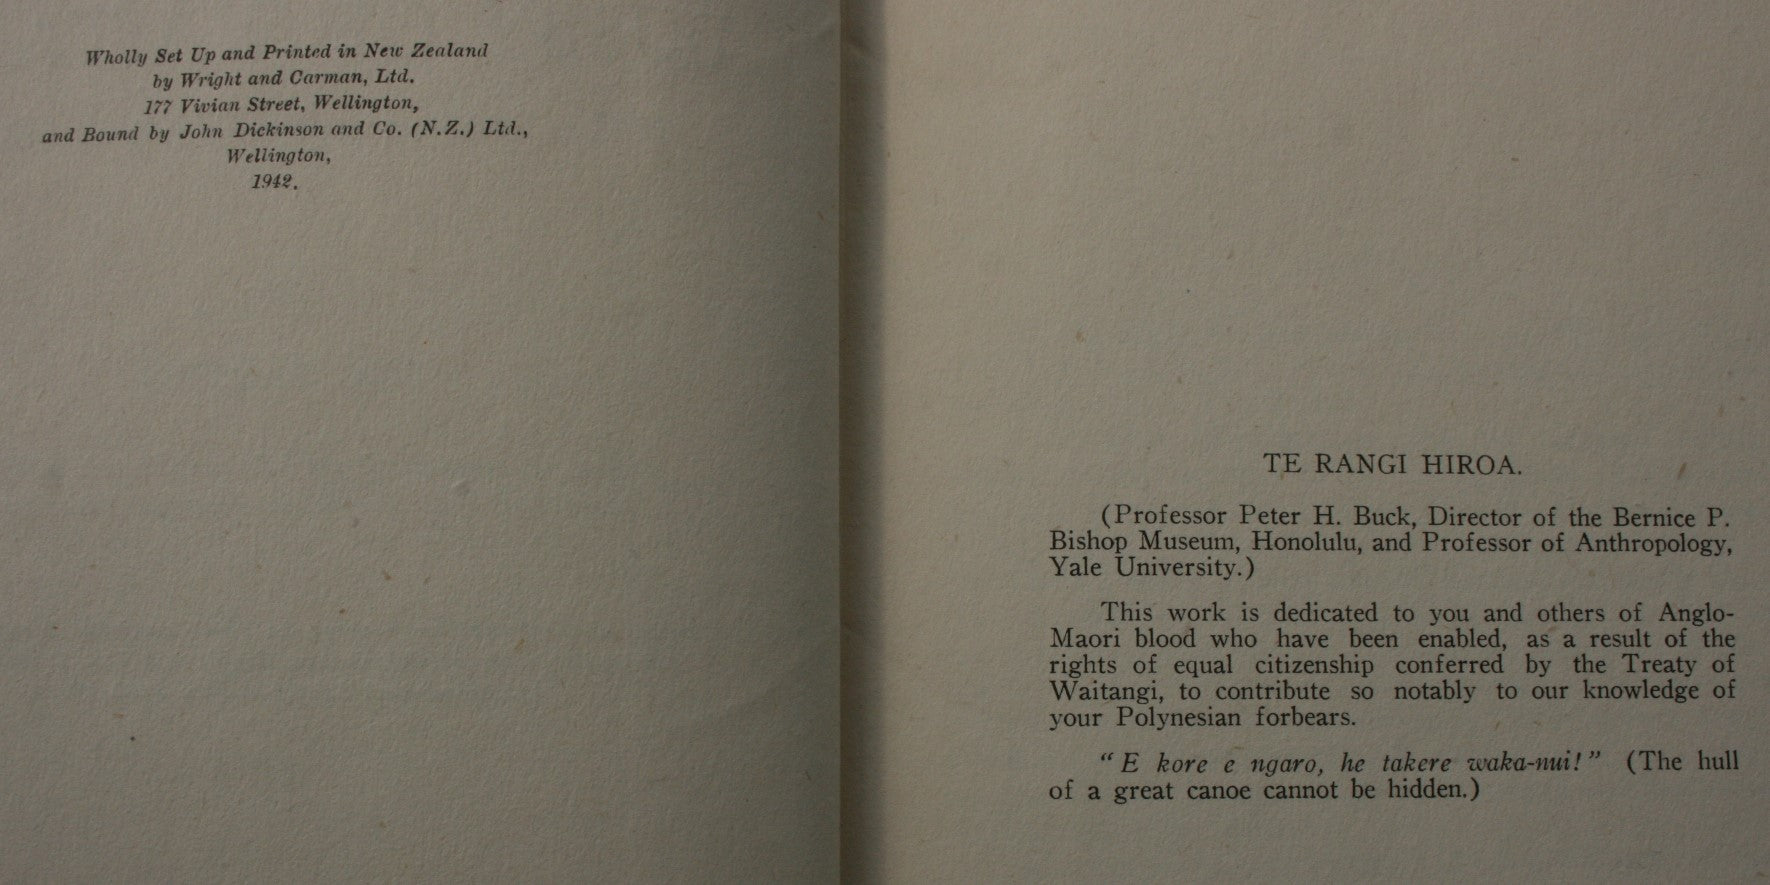 Wholly Set Up and Printed in New Zealand
by Wright and Carman, Ltd.
177 Vivian Street, Wellington,
and Bound by John Dickinson and Co. (N.Z.) Ltd.,
Wellington,
1942.
TE RANGI HIROA.
(Professor Peter H. Buck, Director of the Bernice P.
Bishop Museum, Honolulu, and Professor of Anthropology,
Yale University.)
This work is dedicated to you and others of Anglo-
Maori blood who have been enabled, as a result of the
rights of equal citizenship conferred by the Treaty of
Waitangi, to contribute so notably to our knowledge of
your Polynesian forbears.
“E kore e ngaro, he takere waka-nui!” (The hull
of a great canoe cannot be hidden.)